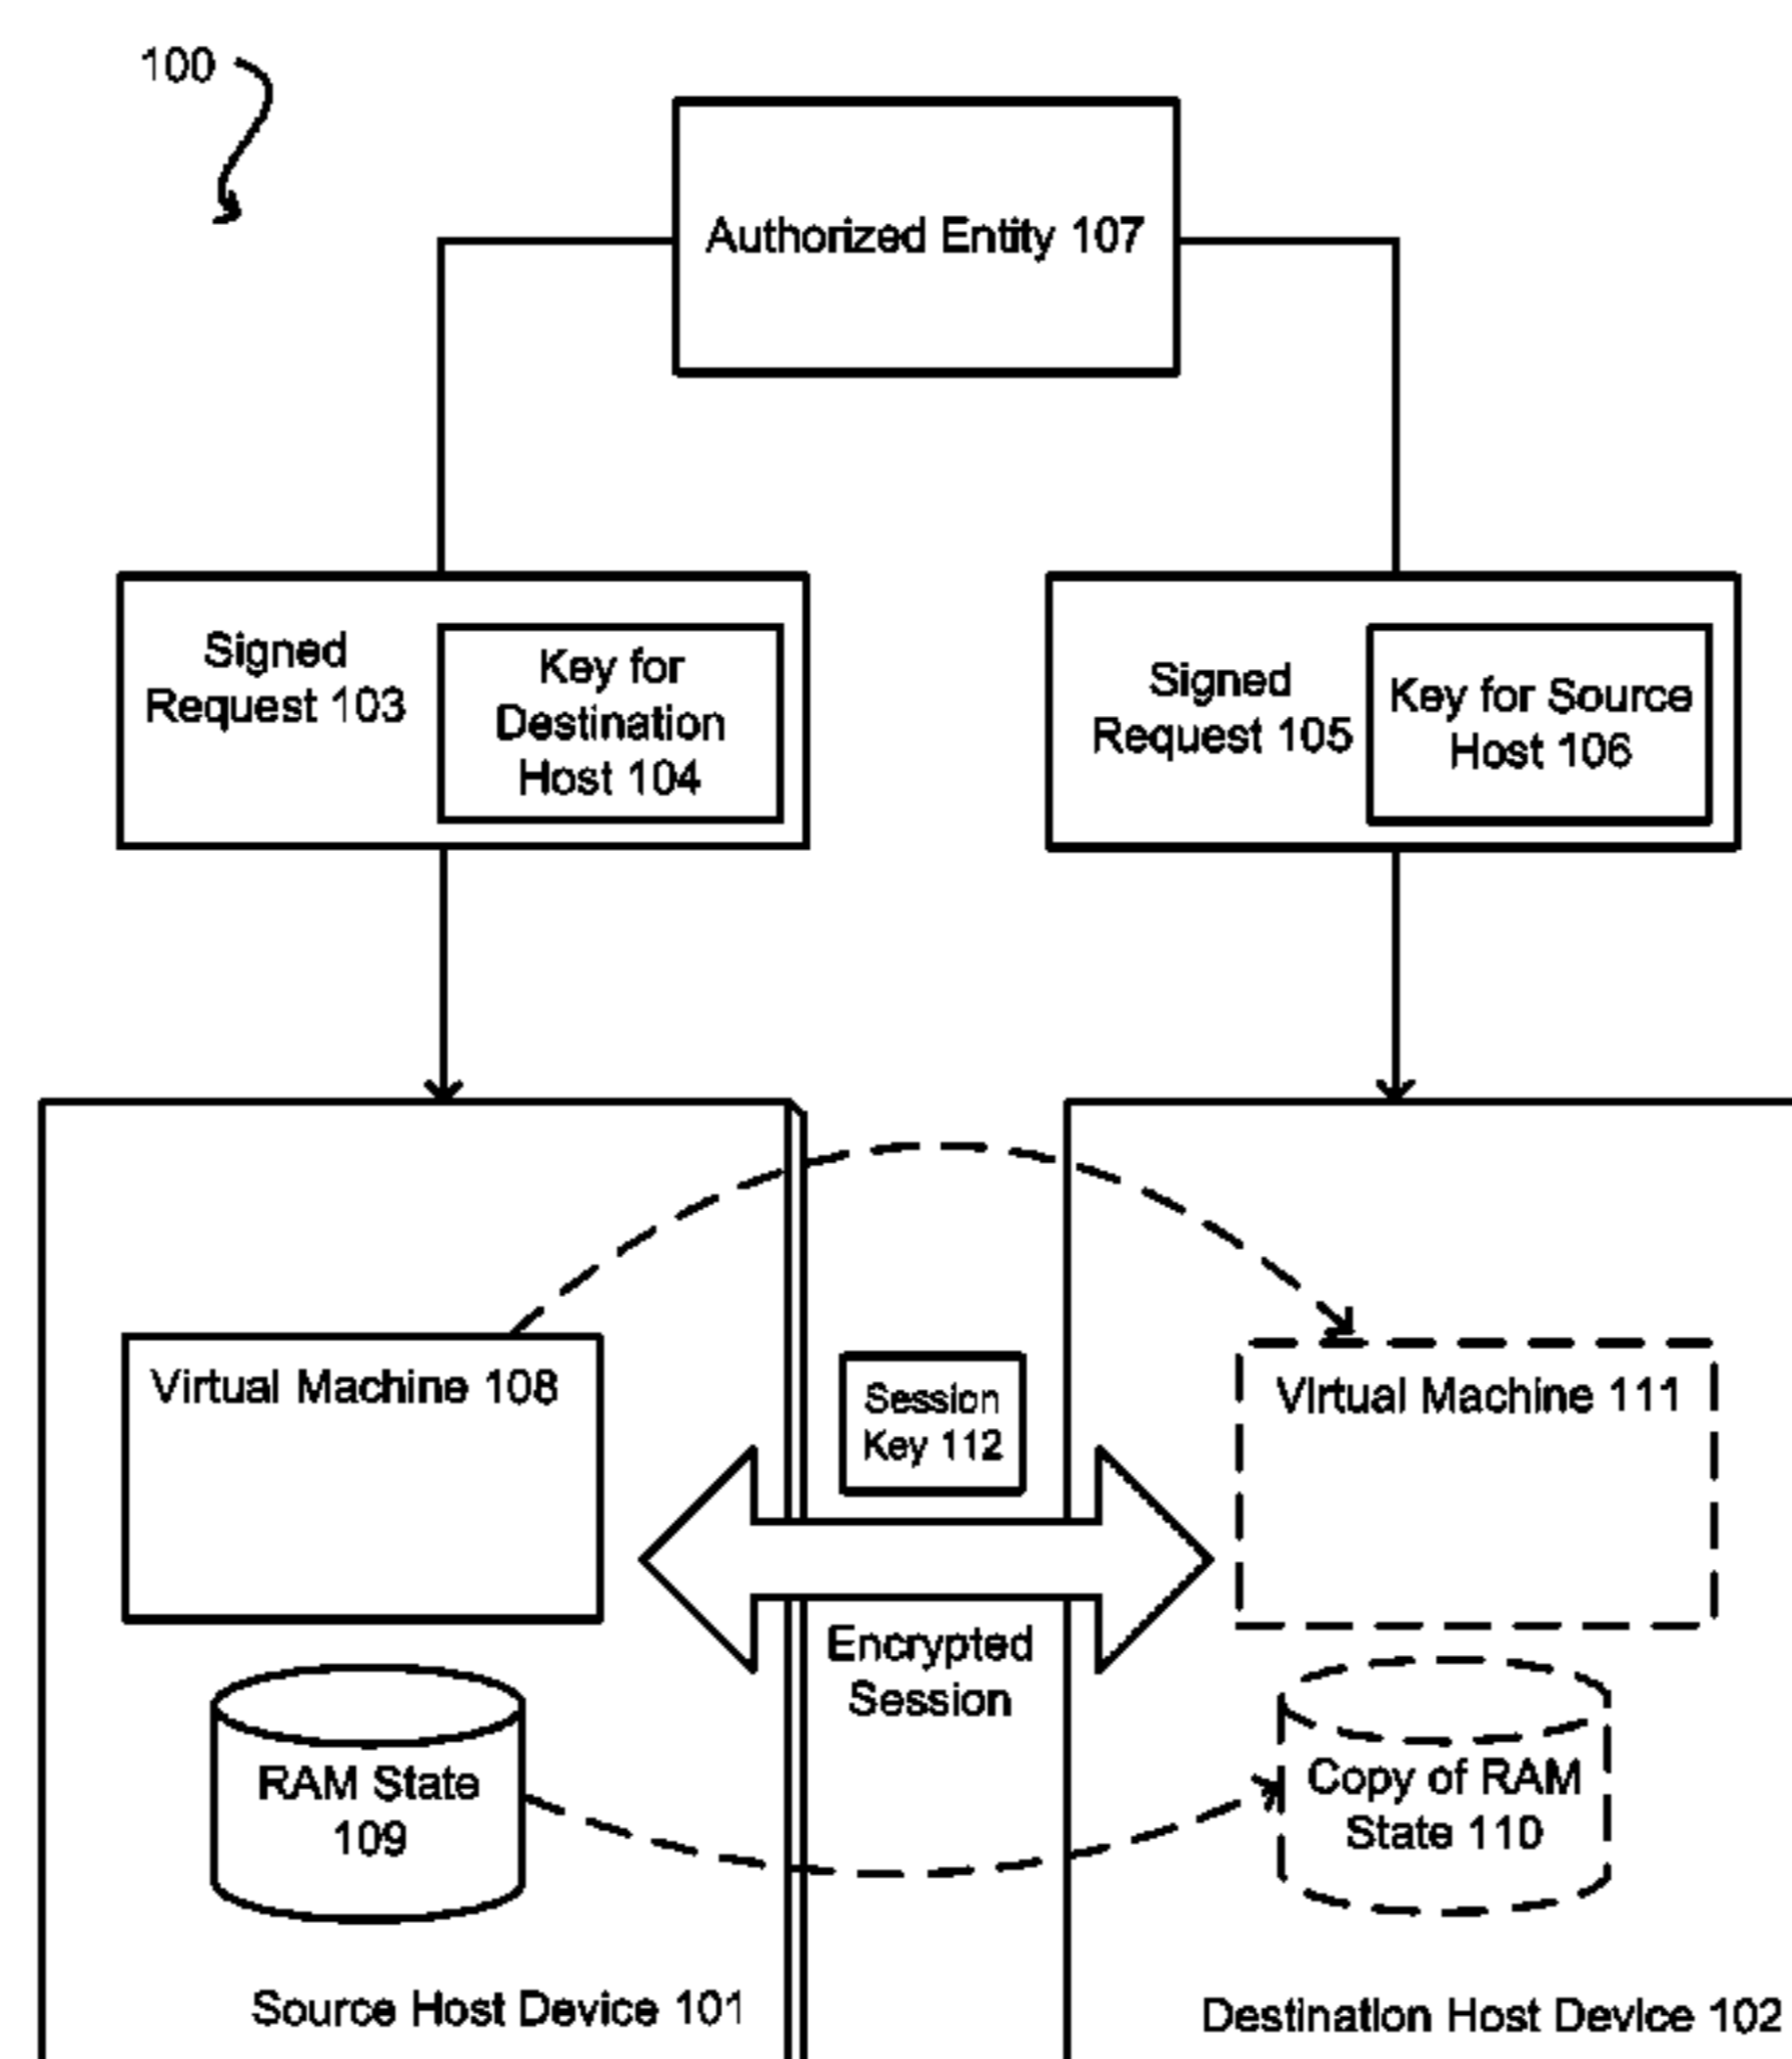 100
Authorized Entity 107
Signed
Request 103
Key for
Destination
Host 104
Signed
Request 105
Key for Source
Host 106
Virtual Machine 108
Session
Key 112
Virtual Machine 111
Encrypted
Session
RAM State
109
Copy of RAM
State 110
Source Host Device 101
Destination Host Device 102